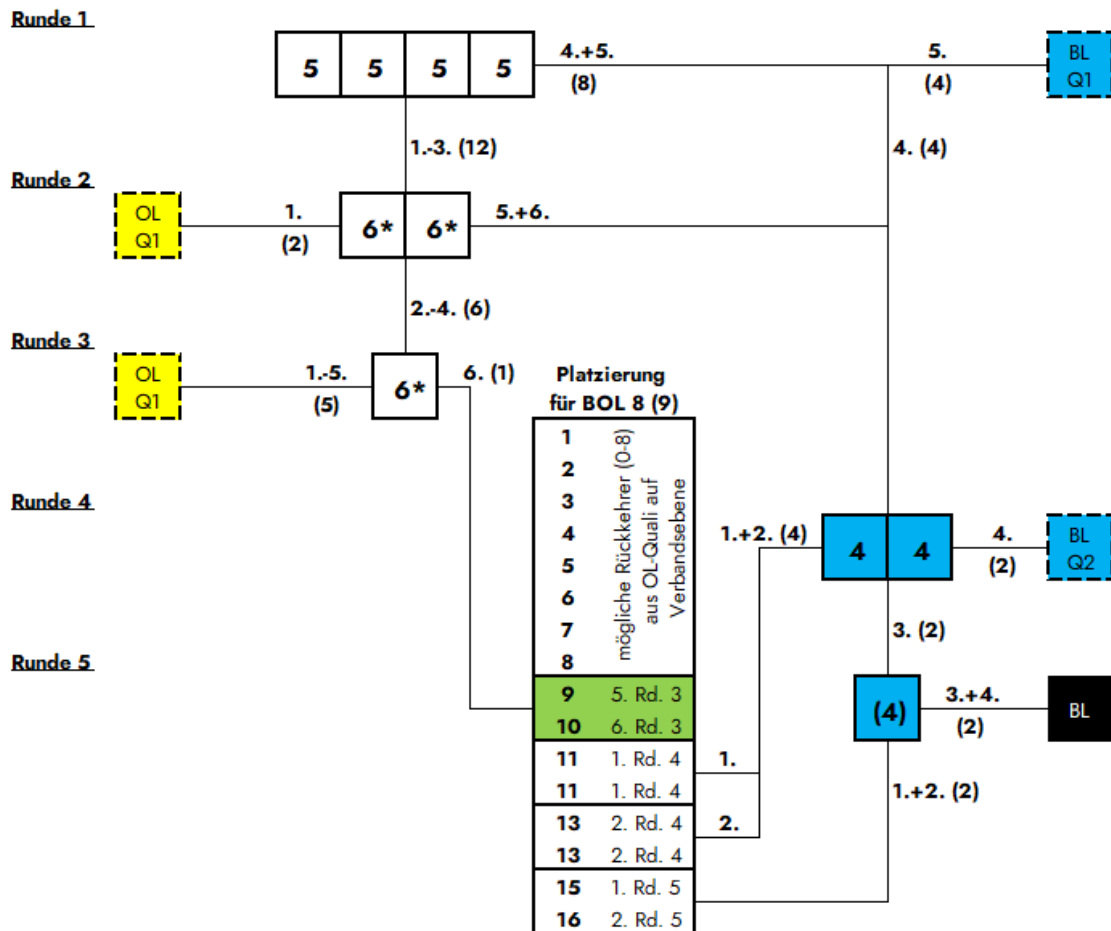 Runde 1
5 5 5 5
4.+5.
(8)
5.
(4)
BL
Q1
1.-3. (12)
4. (4)
Runde 2
OL
Q1
1.
(2)
6* 6*
5.+6.
2.-4. (6)
Runde 3
OL
Q1
1.-5.
(5)
6*
6. (1)
Platzierung
für BOL 8 (9)
1
2
3
4
5
6
7
8
mögliche Rückkehrer (0-8)
aus OL-Quali auf
Verbandsebene
9 5. Rd. 3
10 6. Rd. 3
11 1. Rd. 4
11 1. Rd. 4
13 2. Rd. 4
13 2. Rd. 4
15 1. Rd. 5
16 2. Rd. 5
Runde 4
1.+2. (4)
4 4
4.
(2)
BL
Q2
3. (2)
Runde 5
(4)
3.+4.
(2)
BL
1.
2.
1.+2. (2)